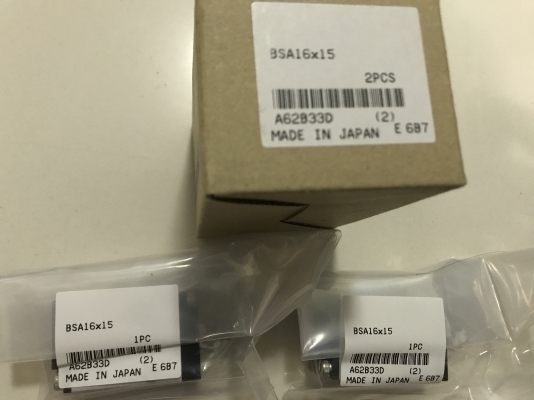 BSA16x15
2PCS
A62B33D (2)
MADE IN JAPAN E 6B7
BSA16x15
1PC
A62B33D (2)
MADE IN JAPAN E 6B7
BSA16x15
1PC
A62B33D (2)
MADE IN JAPAN E 6B7